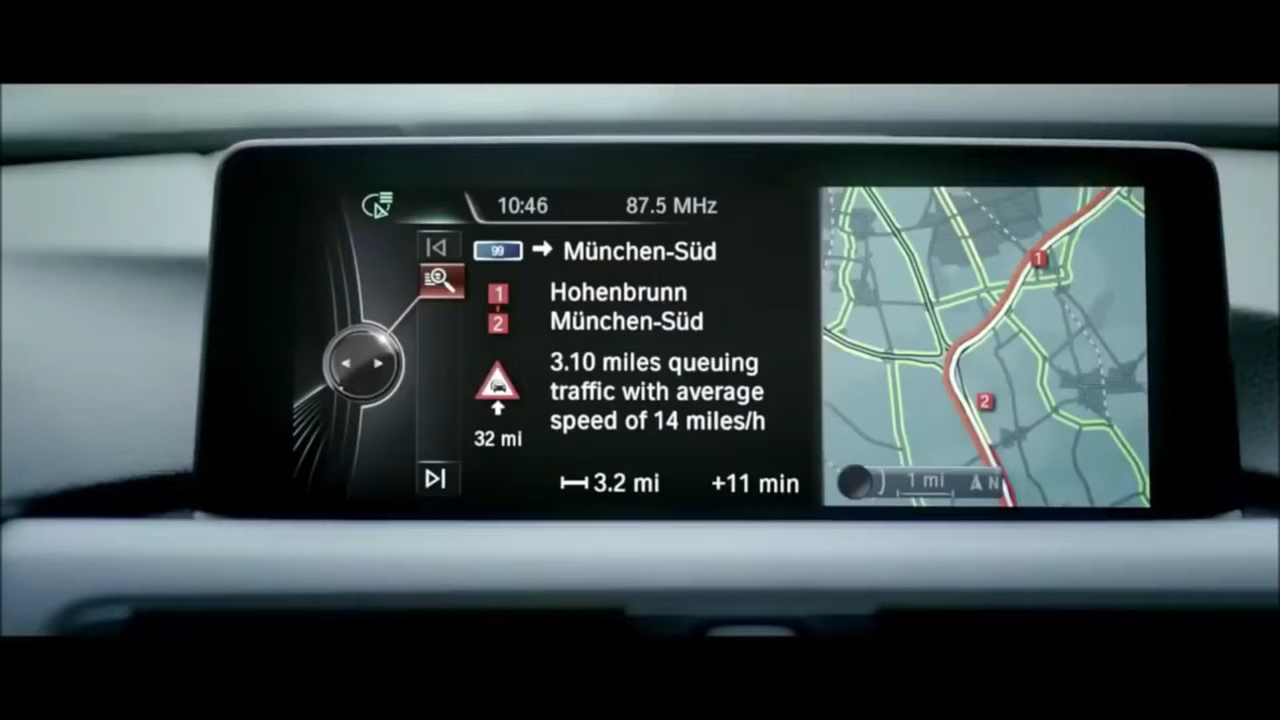 10:46 87.5 MHz
99 München-Süd
1 Hohenbrunn
2 München-Süd
3.10 miles queuing
traffic with average
speed of 14 miles/h
32 mi
3.2 mi +11 min
1
2
1 mi N